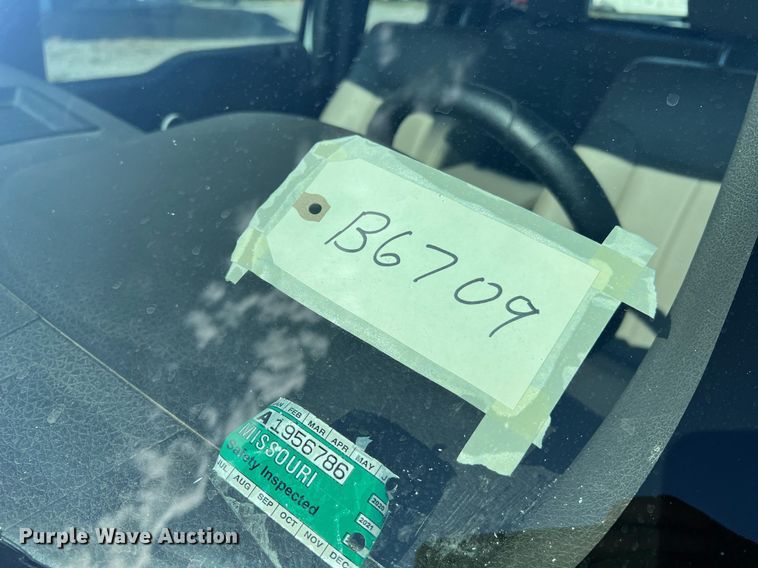 B6709
JAN FEB MAR APR MAY J
A1956786
MISSOURI
Safety Inspected
2020
2021
JUL AUG SEP OCT NOV DEC
Purple Wave Auction